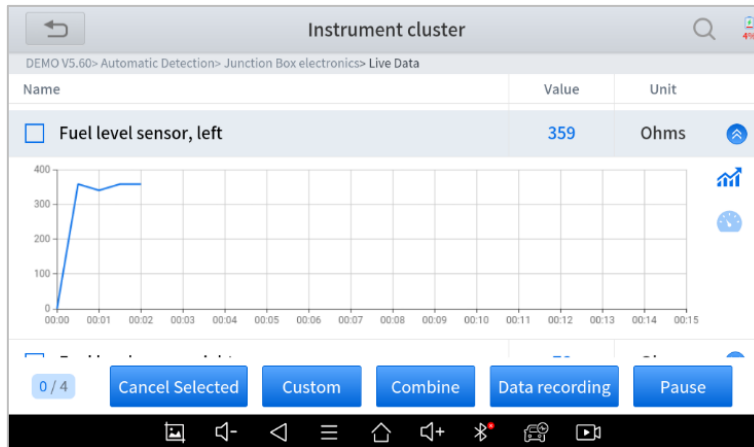 Instrument cluster
4%
DEMO V5.60> Automatic Detection> Junction Box electronics> Live Data
Name Value Unit
Fuel level sensor, left 359 Ohms
400
300
200
100
0
00:00 00:01 00:02 00:03 00:04 00:05 00:06 00:07 00:08 00:09 00:10 00:11 00:12 00:13 00:14 00:15
0 / 4 Cancel Selected Custom Combine Data recording Pause